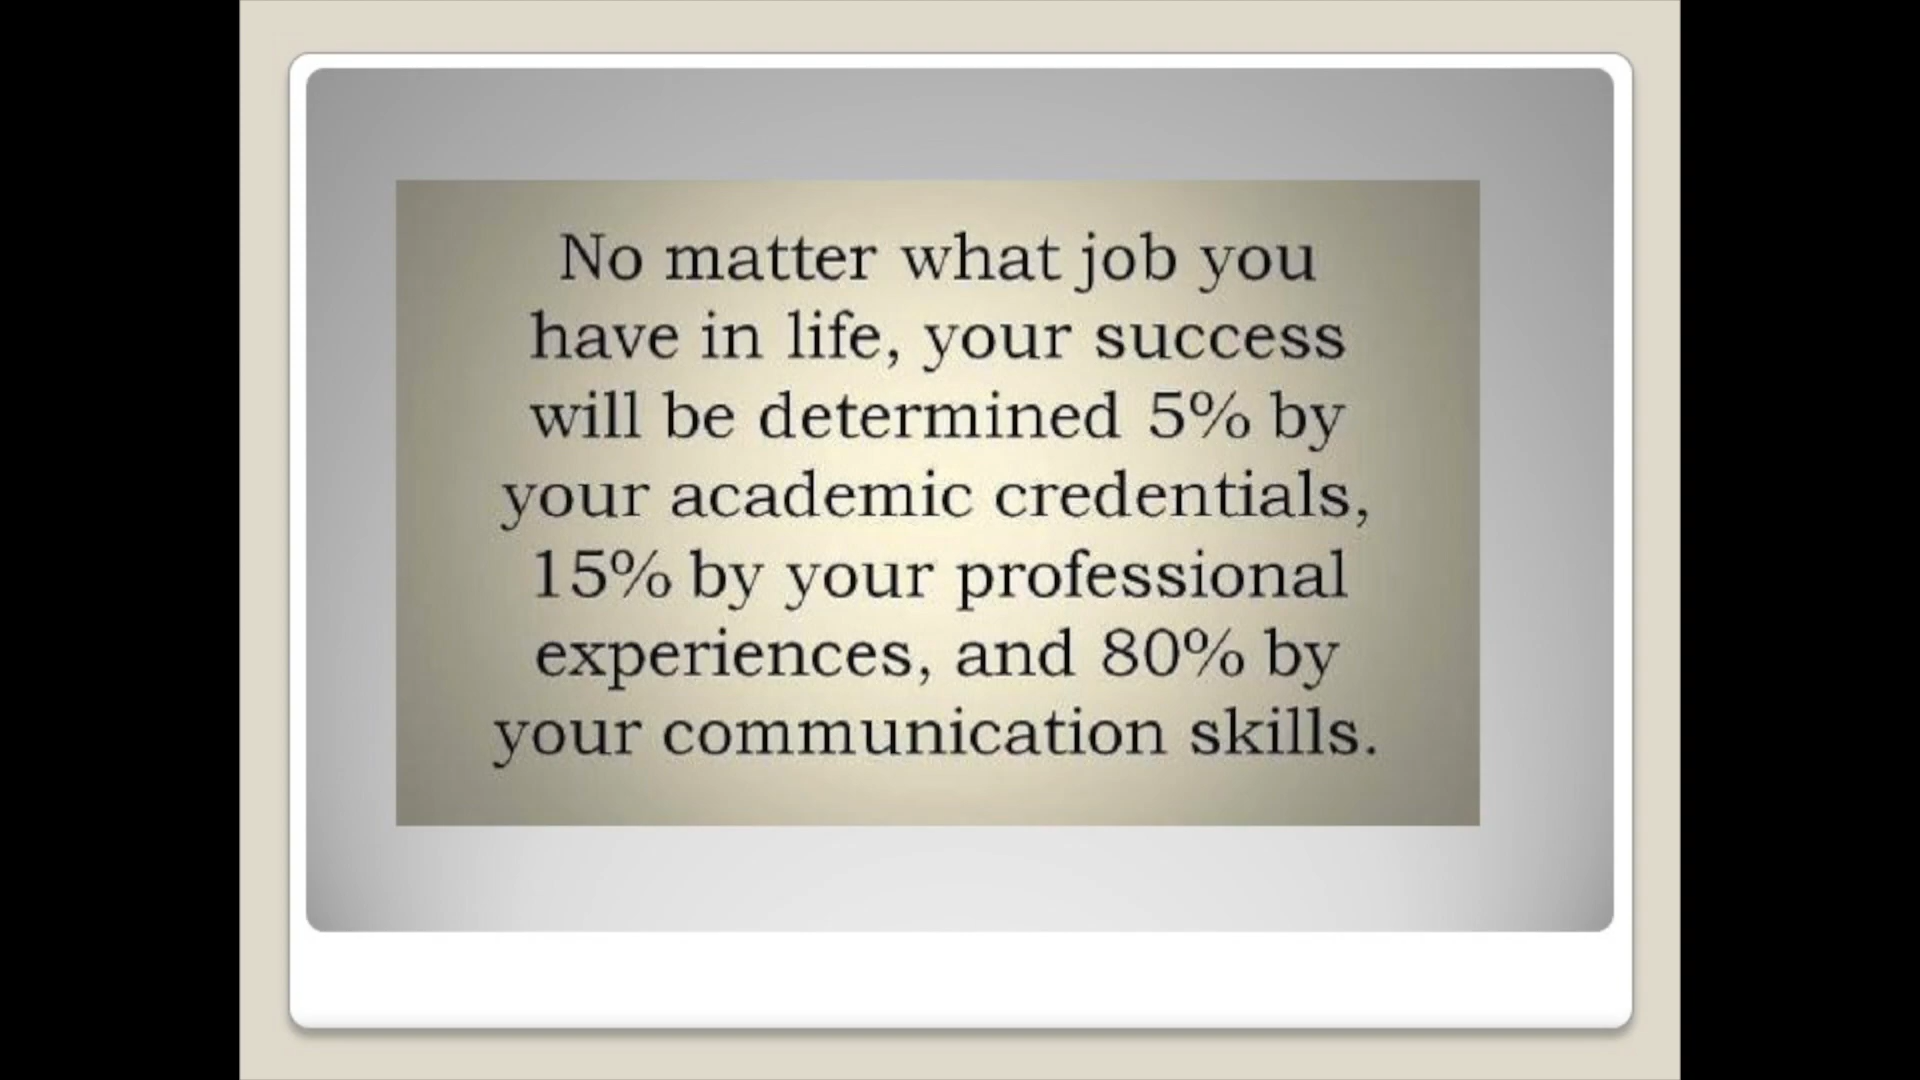 No matter what job you
have in life, your success
will be determined 5% by
your academic credentials,
15% by your professional
experiences, and 80% by
your communication skills.